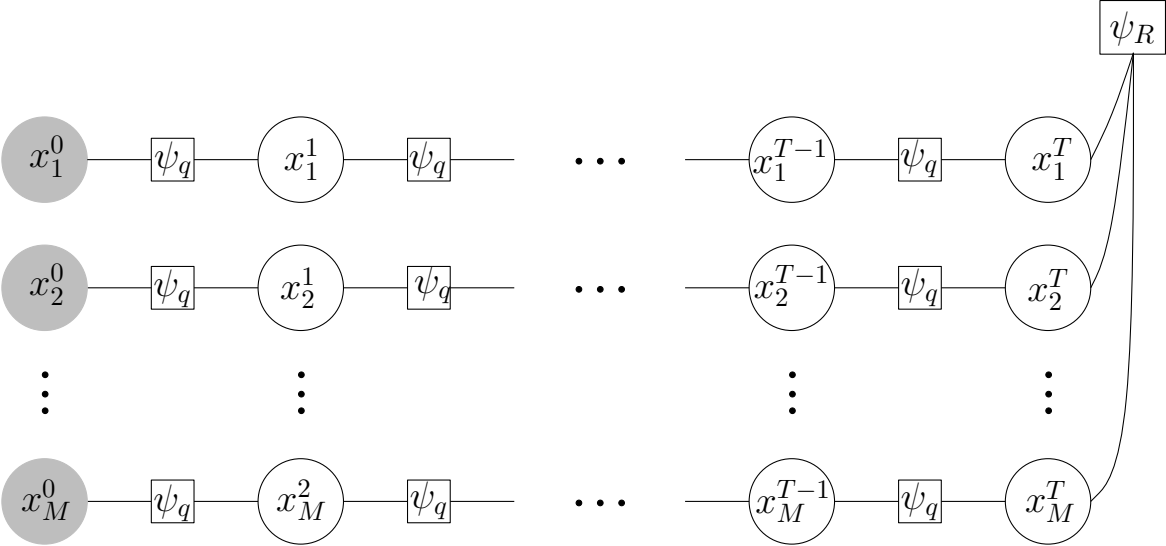 ψ_R
x_1^0 ψ_q x_1^1 ψ_q ⋯ x_1^{T−1} ψ_q x_1^T
x_2^0 ψ_q x_2^1 ψ_q ⋯ x_2^{T−1} ψ_q x_2^T
⋮ ⋮ ⋮ ⋮
x_M^0 ψ_q x_M^2 ψ_q ⋯ x_M^{T−1} ψ_q x_M^T